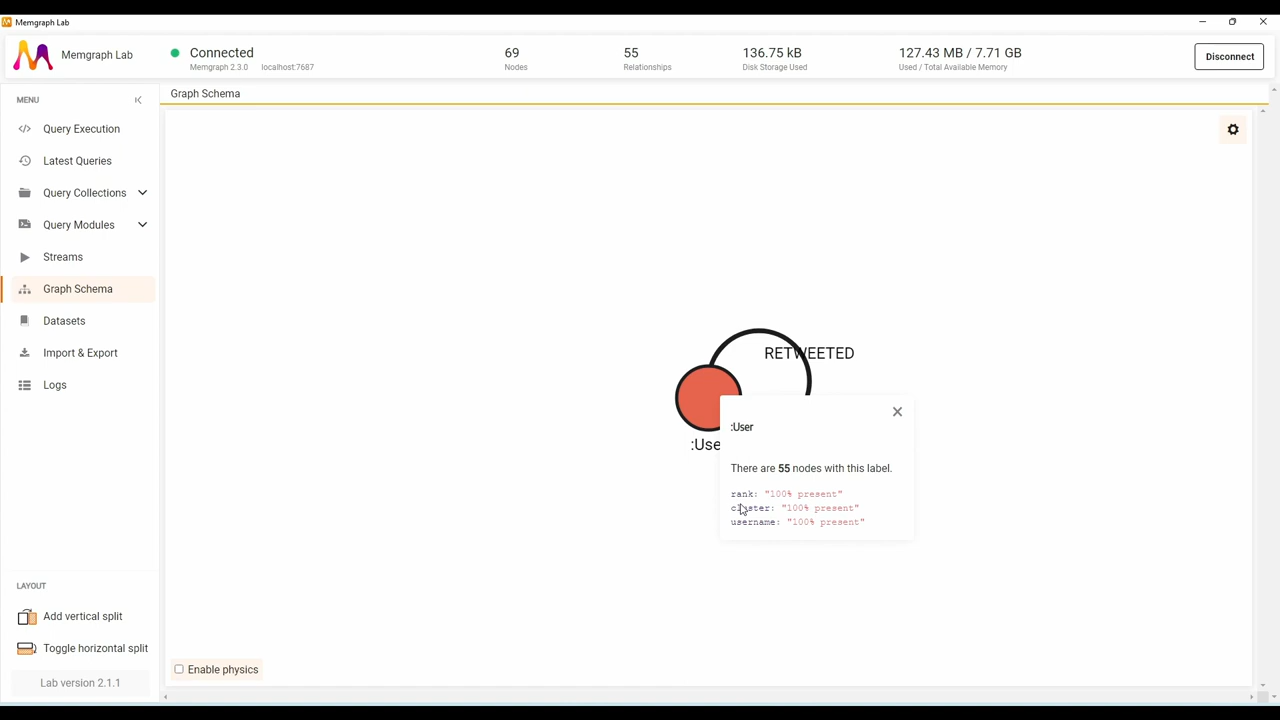 Memgraph Lab
Memgraph Lab
Connected
Memgraph 2.3.0 localhost:7687
69
Nodes
55
Relationships
136.75 kB
Disk Storage Used
127.43 MB / 7.71 GB
Used / Total Available Memory
Disconnect
MENU
Query Execution
Latest Queries
Query Collections
Query Modules
Streams
Graph Schema
Datasets
Import & Export
Logs
LAYOUT
Add vertical split
Toggle horizontal split
Lab version 2.1.1
Graph Schema
RETWEETED
:Use
:User
There are 55 nodes with this label.
rank: "100% present"
cluster: "100% present"
username: "100% present"
Enable physics